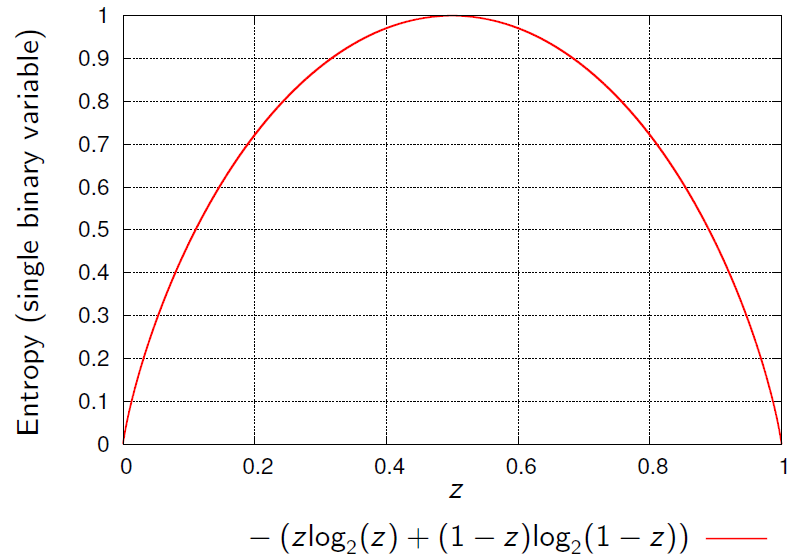 Entropy (single binary variable)
1
0.9
0.8
0.7
0.6
0.5
0.4
0.3
0.2
0.1
0
0 0.2 0.4 0.6 0.8 1
z
− (zlog₂(z) + (1 − z)log₂(1 − z))